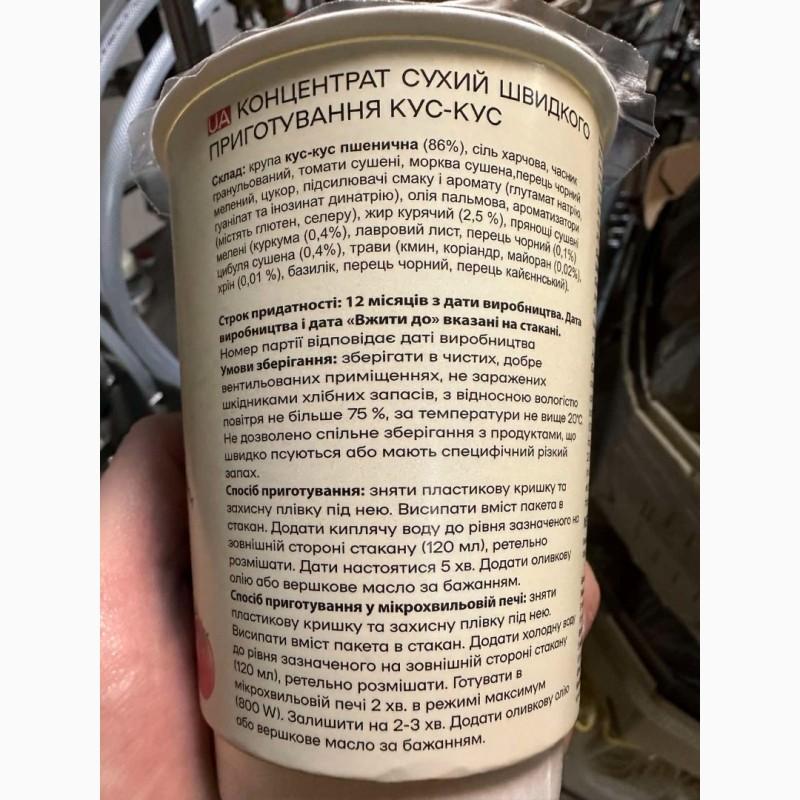 UA КОНЦЕНТРАТ СУХИЙ ШВИДКОГО
ПРИГОТУВАННЯ КУС-КУС
Склад: крупа кус-кус пшенична (86%), сіль харчова, часник
гранульований, томати сушені, морква сушена, перець чорний
мелений, цукор, підсилювачі смаку і аромату (глутамат натрію,
гуанілат та інозинат динатрію), олія пальмова, ароматизатори
(містять глютен, селеру), жир курячий (2,5 %), прянощі сушені
мелені (куркума (0,4%), лавровий лист, перець чорний (0,1%)
цибуля сушена (0,4%), трави (кмин, коріандр, майоран (0,02%),
хрін (0,01 %), базилік, перець чорний, перець кайєннський).
Строк придатності: 12 місяців з дати виробництва. Дата
виробництва і дата «Вжити до» вказані на стакані.
Номер партії відповідає даті виробництва
Умови зберігання: зберігати в чистих, добре
вентильованих приміщеннях, не заражених
шкідниками хлібних запасів, з відносною вологістю
повітря не більше 75 %, за температури не вище 20°С.
Не дозволено спільне зберігання з продуктами, що
швидко псуються або мають специфічний різкий
запах.
Спосіб приготування: зняти пластикову кришку та
захисну плівку під нею. Висипати вміст пакета в
стакан. Додати киплячу воду до рівня зазначеного на
зовнішній стороні стакану (120 мл), ретельно
розмішати. Дати настоятися 5 хв. Додати оливкову
олію або вершкове масло за бажанням.
Спосіб приготування у мікрохвильовій печі: зняти
пластикову кришку та захисну плівку під нею.
Висипати вміст пакета в стакан. Додати холодну воду
до рівня зазначеного на зовнішній стороні стакану
(120 мл), ретельно розмішати. Готувати в
мікрохвильовій печі 2 хв. в режимі максимум
(800 W). Залишити на 2-3 хв. Додати оливкову олію
або вершкове масло за бажанням.